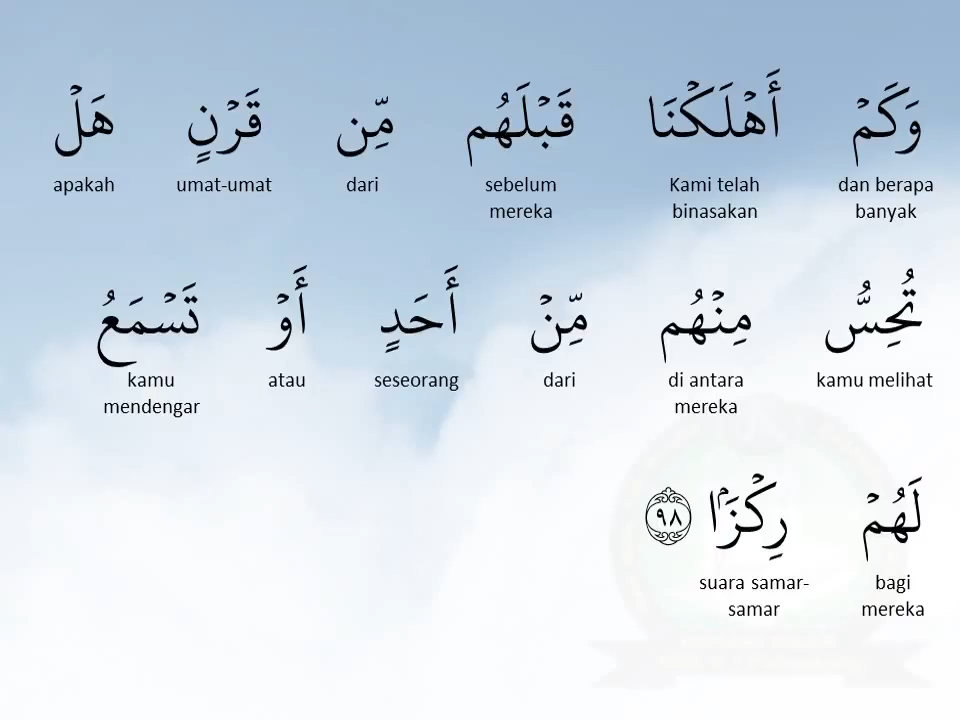 وَكَمْ أَهْلَكْنَا قَبْلَهُم مِّن قَرْنٍ هَلْ
dan berapa banyak Kami telah binasakan sebelum mereka dari umat-umat apakah
تُحِسُّ مِنْهُم مِّنْ أَحَدٍ أَوْ تَسْمَعُ
kamu melihat di antara mereka dari seseorang atau kamu mendengar
لَهُمْ رِكْزًۢا ٩٨
bagi mereka suara samar-samar